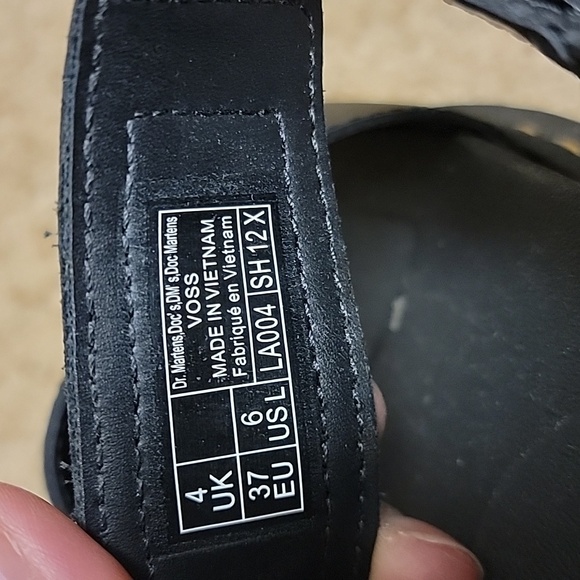 Dr. Martens,Doc's,DM's,Doc Martens
VOSS
MADE IN VIETNAM
Fabriqué en Vietnam
LA004 SH 12 X
4
UK
6
US L
37
EU